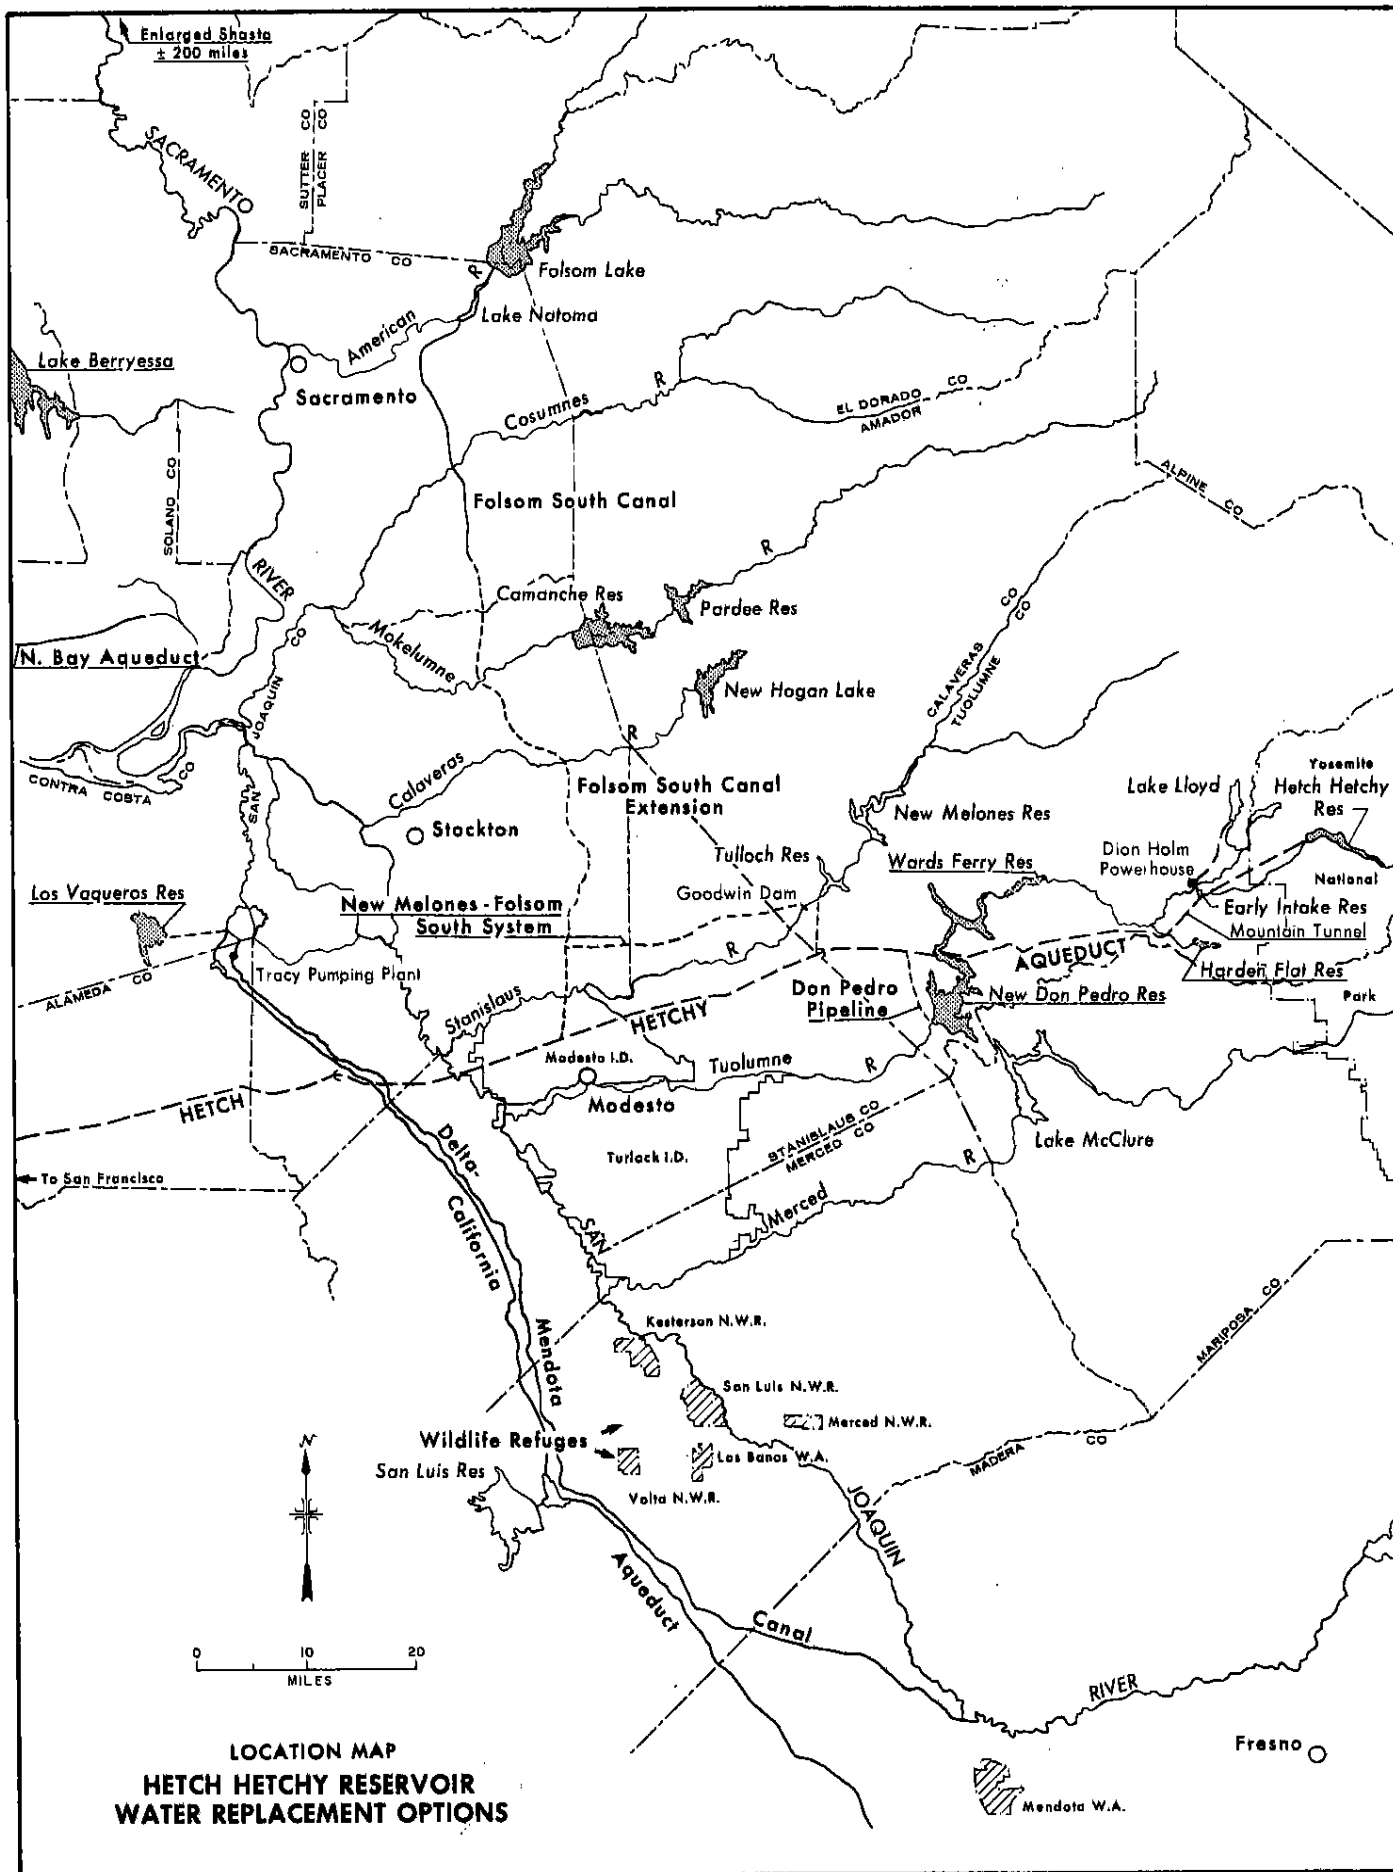 Enlarged Shasta
± 200 miles
SACRAMENTO
SUTTER CO
PLACER CO
SACRAMENTO CO
R
Folsom Lake
American
Lake Natoma
Lake Berryessa
Sacramento
Cosumnes
R
EL DORADO CO
AMADOR
SOLANO CO
Folsom South Canal
ALPINE CO
RIVER
R
Camanche Res
Pardee Res
CO
CO
N. Bay Aqueduct
Mokelumne
CO
New Hogan Lake
CALAVERAS
TUOLUMNE
JOAQUIN
R
CONTRA COSTA CO
SAN
Calaveras
Folsom South Canal
Extension
Yosemite
Lake Lloyd
Hetch Hetchy
Res
Stockton
New Melones Res
Tulloch Res
Wards Ferry Res
Dion Holm
Powerhouse
National
Los Vaqueros Res
New Melones - Folsom
South System
Goodwin Dam
Early Intake Res
Mountain Tunnel
R
AQUEDUCT
Harden Flat Res
Tracy Pumping Plant
ALAMEDA CO
Stanislaus
Don Pedro
Pipeline
New Don Pedro Res
Park
HETCHY
Modesto I.D.
Tuolumne
R
HETCH
Modesto
Delta-
STANISLAUS CO
MERCED CO
Lake McClure
Turlock I.D.
R
To San Francisco
California
SAN
Merced
Mendota
Kesterson N.W.R.
MARIPOSA CO
San Luis N.W.R.
Merced N.W.R.
Wildlife Refuges
Los Banos W.A.
MADERA CO
San Luis Res
Volta N.W.R.
N
JOAQUIN
Aqueduct
Canal
0 10 20
MILES
RIVER
Fresno
LOCATION MAP
HETCH HETCHY RESERVOIR
WATER REPLACEMENT OPTIONS
Mendota W.A.